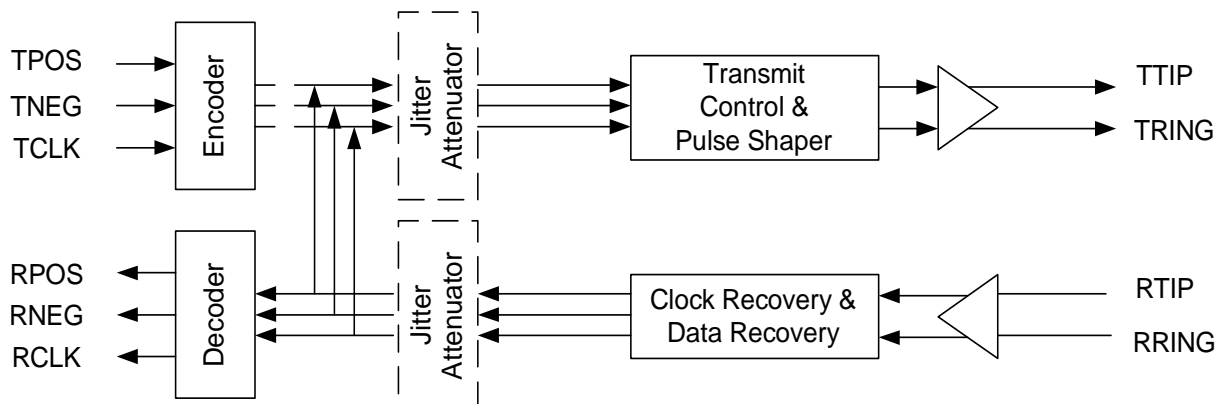 TPOS
TNEG
TCLK
Encoder
Jitter
Attenuator
Transmit
Control &
Pulse Shaper
TTIP
TRING
RPOS
RNEG
RCLK
Decoder
Jitter
Attenuator
Clock Recovery &
Data Recovery
RTIP
RRING